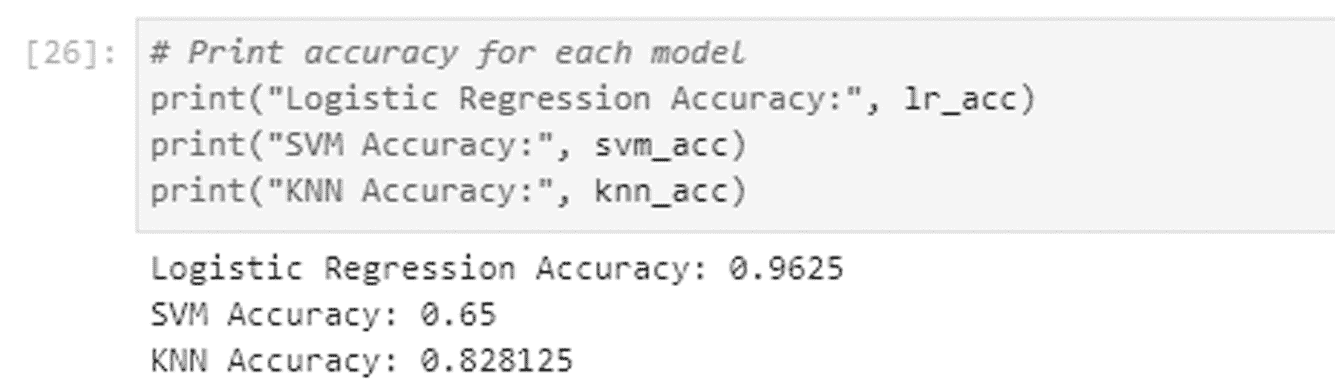 [26]: # Print accuracy for each model
print("Logistic Regression Accuracy:", lr_acc)
print("SVM Accuracy:", svm_acc)
print("KNN Accuracy:", knn_acc)
Logistic Regression Accuracy: 0.9625
SVM Accuracy: 0.65
KNN Accuracy: 0.828125